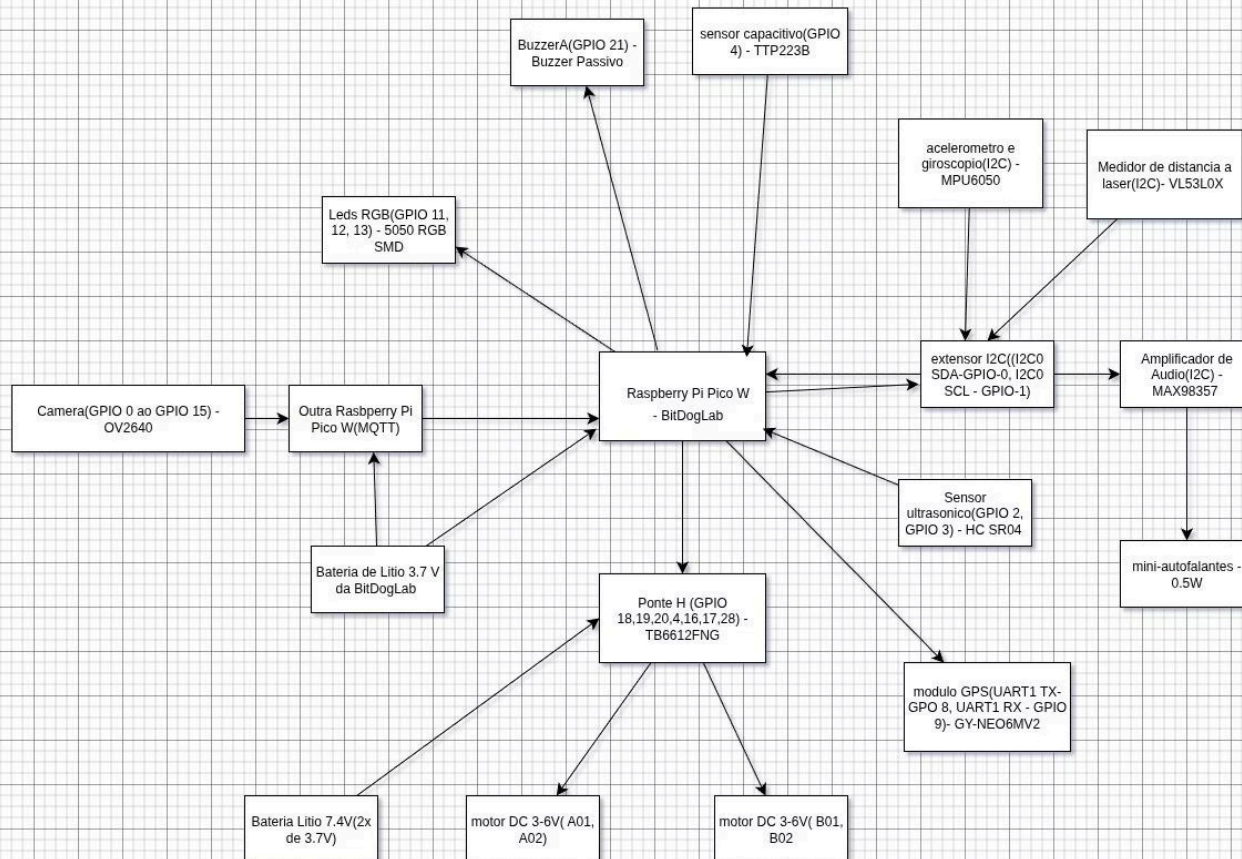 BuzzerA(GPIO 21) -
Buzzer Passivo
sensor capacitivo(GPIO
4) - TTP223B
acelerometro e
giroscopio(I2C) -
MPU6050
Medidor de distancia a
laser(I2C)- VL53L0X
Leds RGB(GPIO 11,
12, 13) - 5050 RGB
SMD
Raspberry Pi Pico W
- BitDogLab
extensor I2C((I2C0
SDA-GPIO-0, I2C0
SCL - GPIO-1)
Amplificador de
Audio(I2C) -
MAX98357
Camera(GPIO 0 ao GPIO 15) -
OV2640
Outra Rasbperry Pi
Pico W(MQTT)
Sensor
ultrasonico(GPIO 2,
GPIO 3) - HC SR04
Bateria de Litio 3.7 V
da BitDogLab
mini-autofalantes -
0.5W
Ponte H (GPIO
18,19,20,4,16,17,28) -
TB6612FNG
modulo GPS(UART1 TX-
GPO 8, UART1 RX - GPIO
9)- GY-NEO6MV2
Bateria Litio 7.4V(2x
de 3.7V)
motor DC 3-6V( A01,
A02)
motor DC 3-6V( B01,
B02